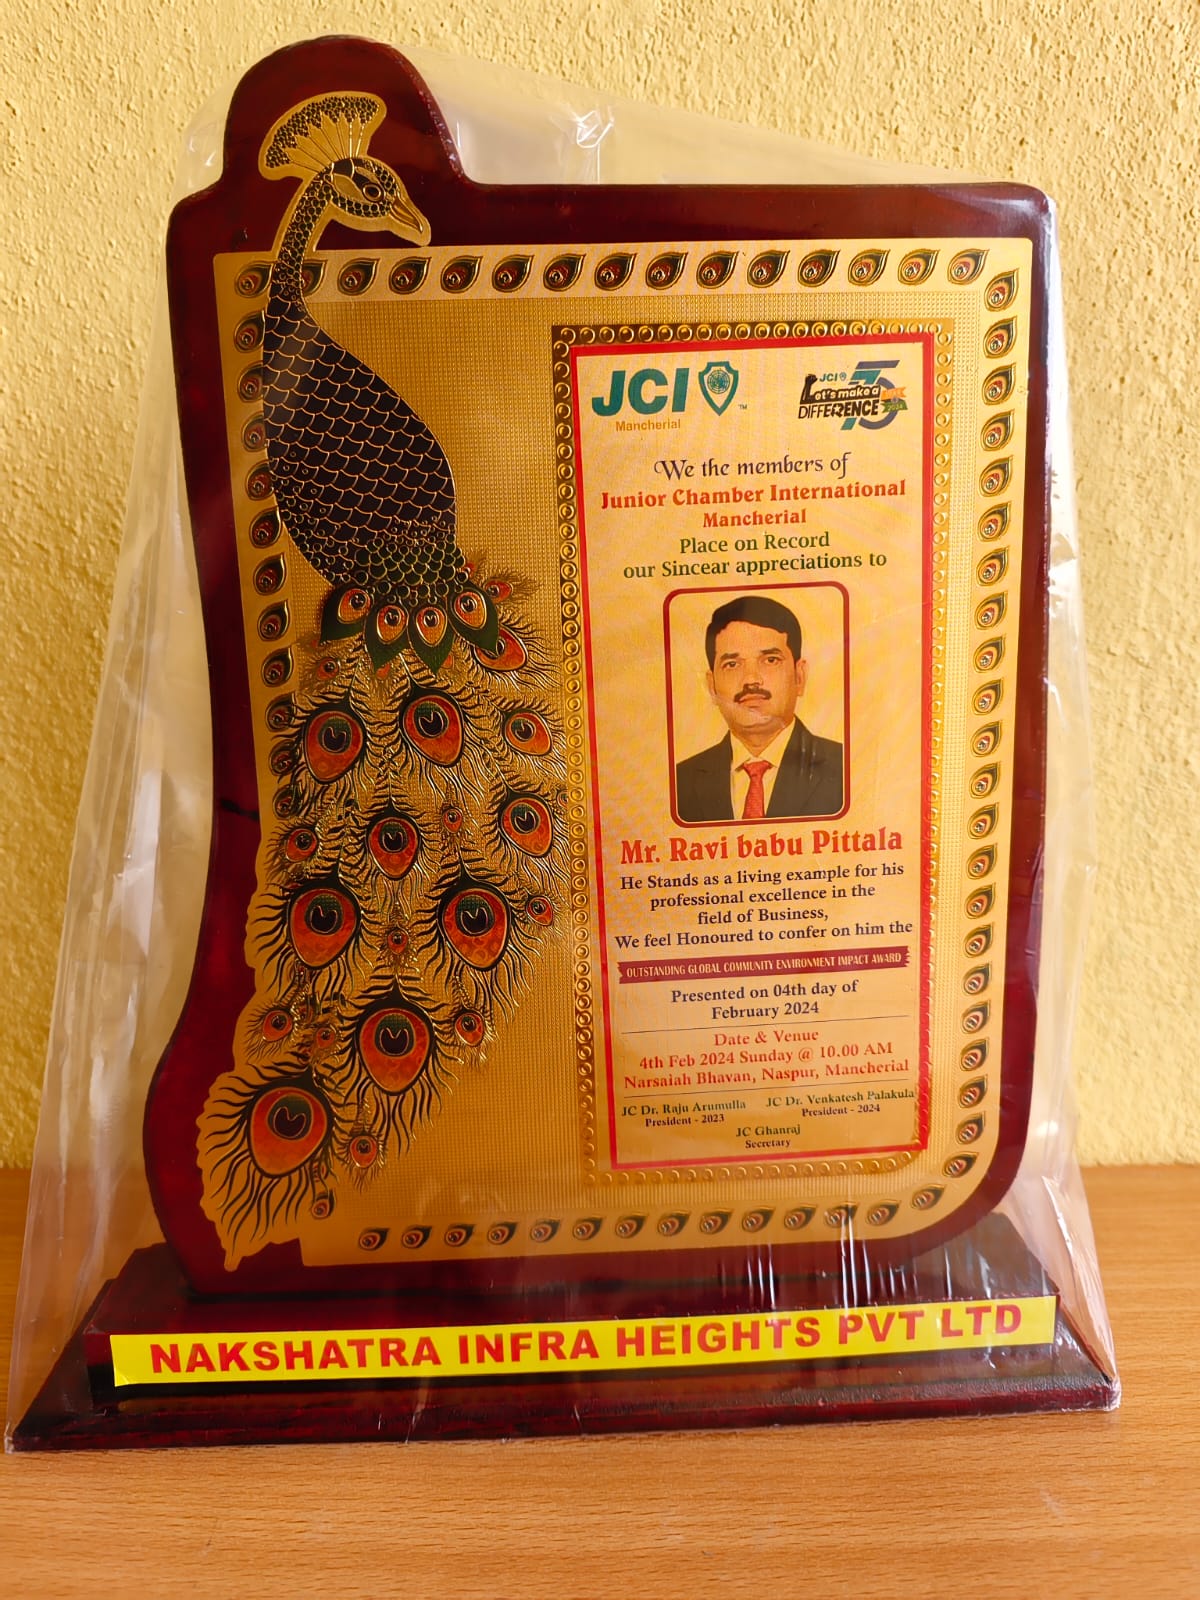 JCI
Mancherial
TM
JCI 75
Let's make a
DIFFERENCE
2024
We the members of
Junior Chamber International
Mancherial
Place on Record
our Sincear appreciations to
Mr. Ravi babu Pittala
He Stands as a living example for his
professional excellence in the
field of Business,
We feel Honoured to confer on him the
OUTSTANDING GLOBAL COMMUNITY ENVIRONMENT IMPACT AWARD
Presented on 04th day of
February 2024
Date & Venue
4th Feb 2024 Sunday @ 10.00 AM
Narsaiah Bhavan, Naspur, Mancherial
JC Dr. Raju Arumulla JC Dr. Venkatesh Palakula
President - 2023 President - 2024
JC Ghanraj
Secretary
NAKSHATRA INFRA HEIGHTS PVT LTD